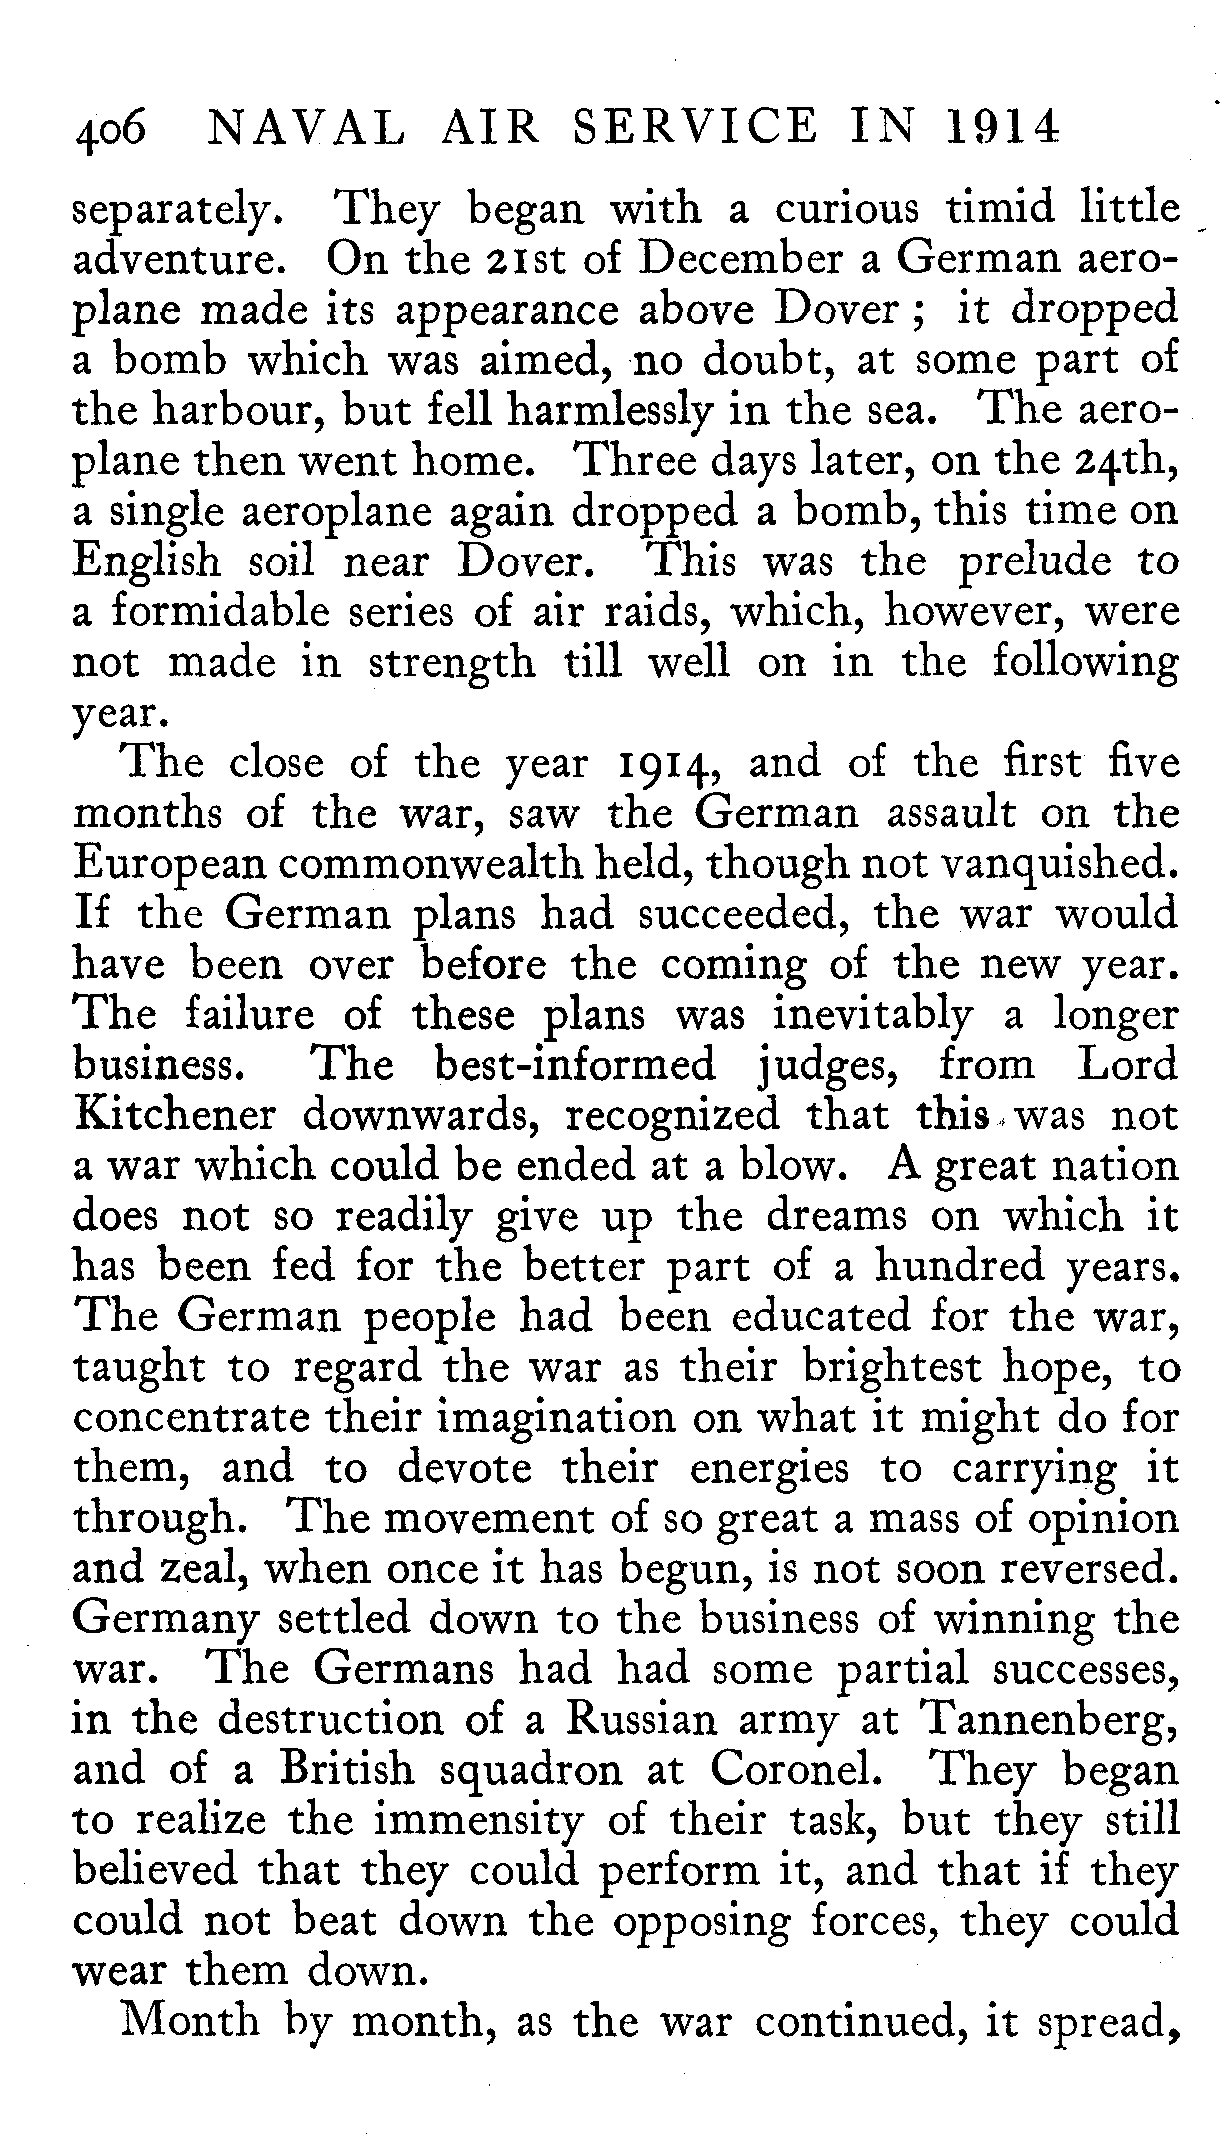 406 NAVAL AIR SERVICE IN 1914
separately. They began with a curious timid little
adventure. On the 21st of December a German aero-
plane made its appearance above Dover ; it dropped
a bomb which was aimed, no doubt, at some part of
the harbour, but fell harmlessly in the sea. The aero-
plane then went home. Three days later, on the 24th,
a single aeroplane again dropped a bomb, this time on
English soil near Dover. This was the prelude to
a formidable series of air raids, which, however, were
not made in strength till well on in the following
year.
The close of the year 1914, and of the first five
months of the war, saw the German assault on the
European commonwealth held, though not vanquished.
If the German plans had succeeded, the war would
have been over before the coming of the new year.
The failure of these plans was inevitably a longer
business. The best-informed judges, from Lord
Kitchener downwards, recognized that this was not
a war which could be ended at a blow. A great nation
does not so readily give up the dreams on which it
has been fed for the better part of a hundred years.
The German people had been educated for the war,
taught to regard the war as their brightest hope, to
concentrate their imagination on what it might do for
them, and to devote their energies to carrying it
through. The movement of so great a mass of opinion
and zeal, when once it has begun, is not soon reversed.
Germany settled down to the business of winning the
war. The Germans had had some partial successes,
in the destruction of a Russian army at Tannenberg,
and of a British squadron at Coronel. They began
to realize the immensity of their task, but they still
believed that they could perform it, and that if they
could not beat down the opposing forces, they could
wear them down.
Month by month, as the war continued, it spread,